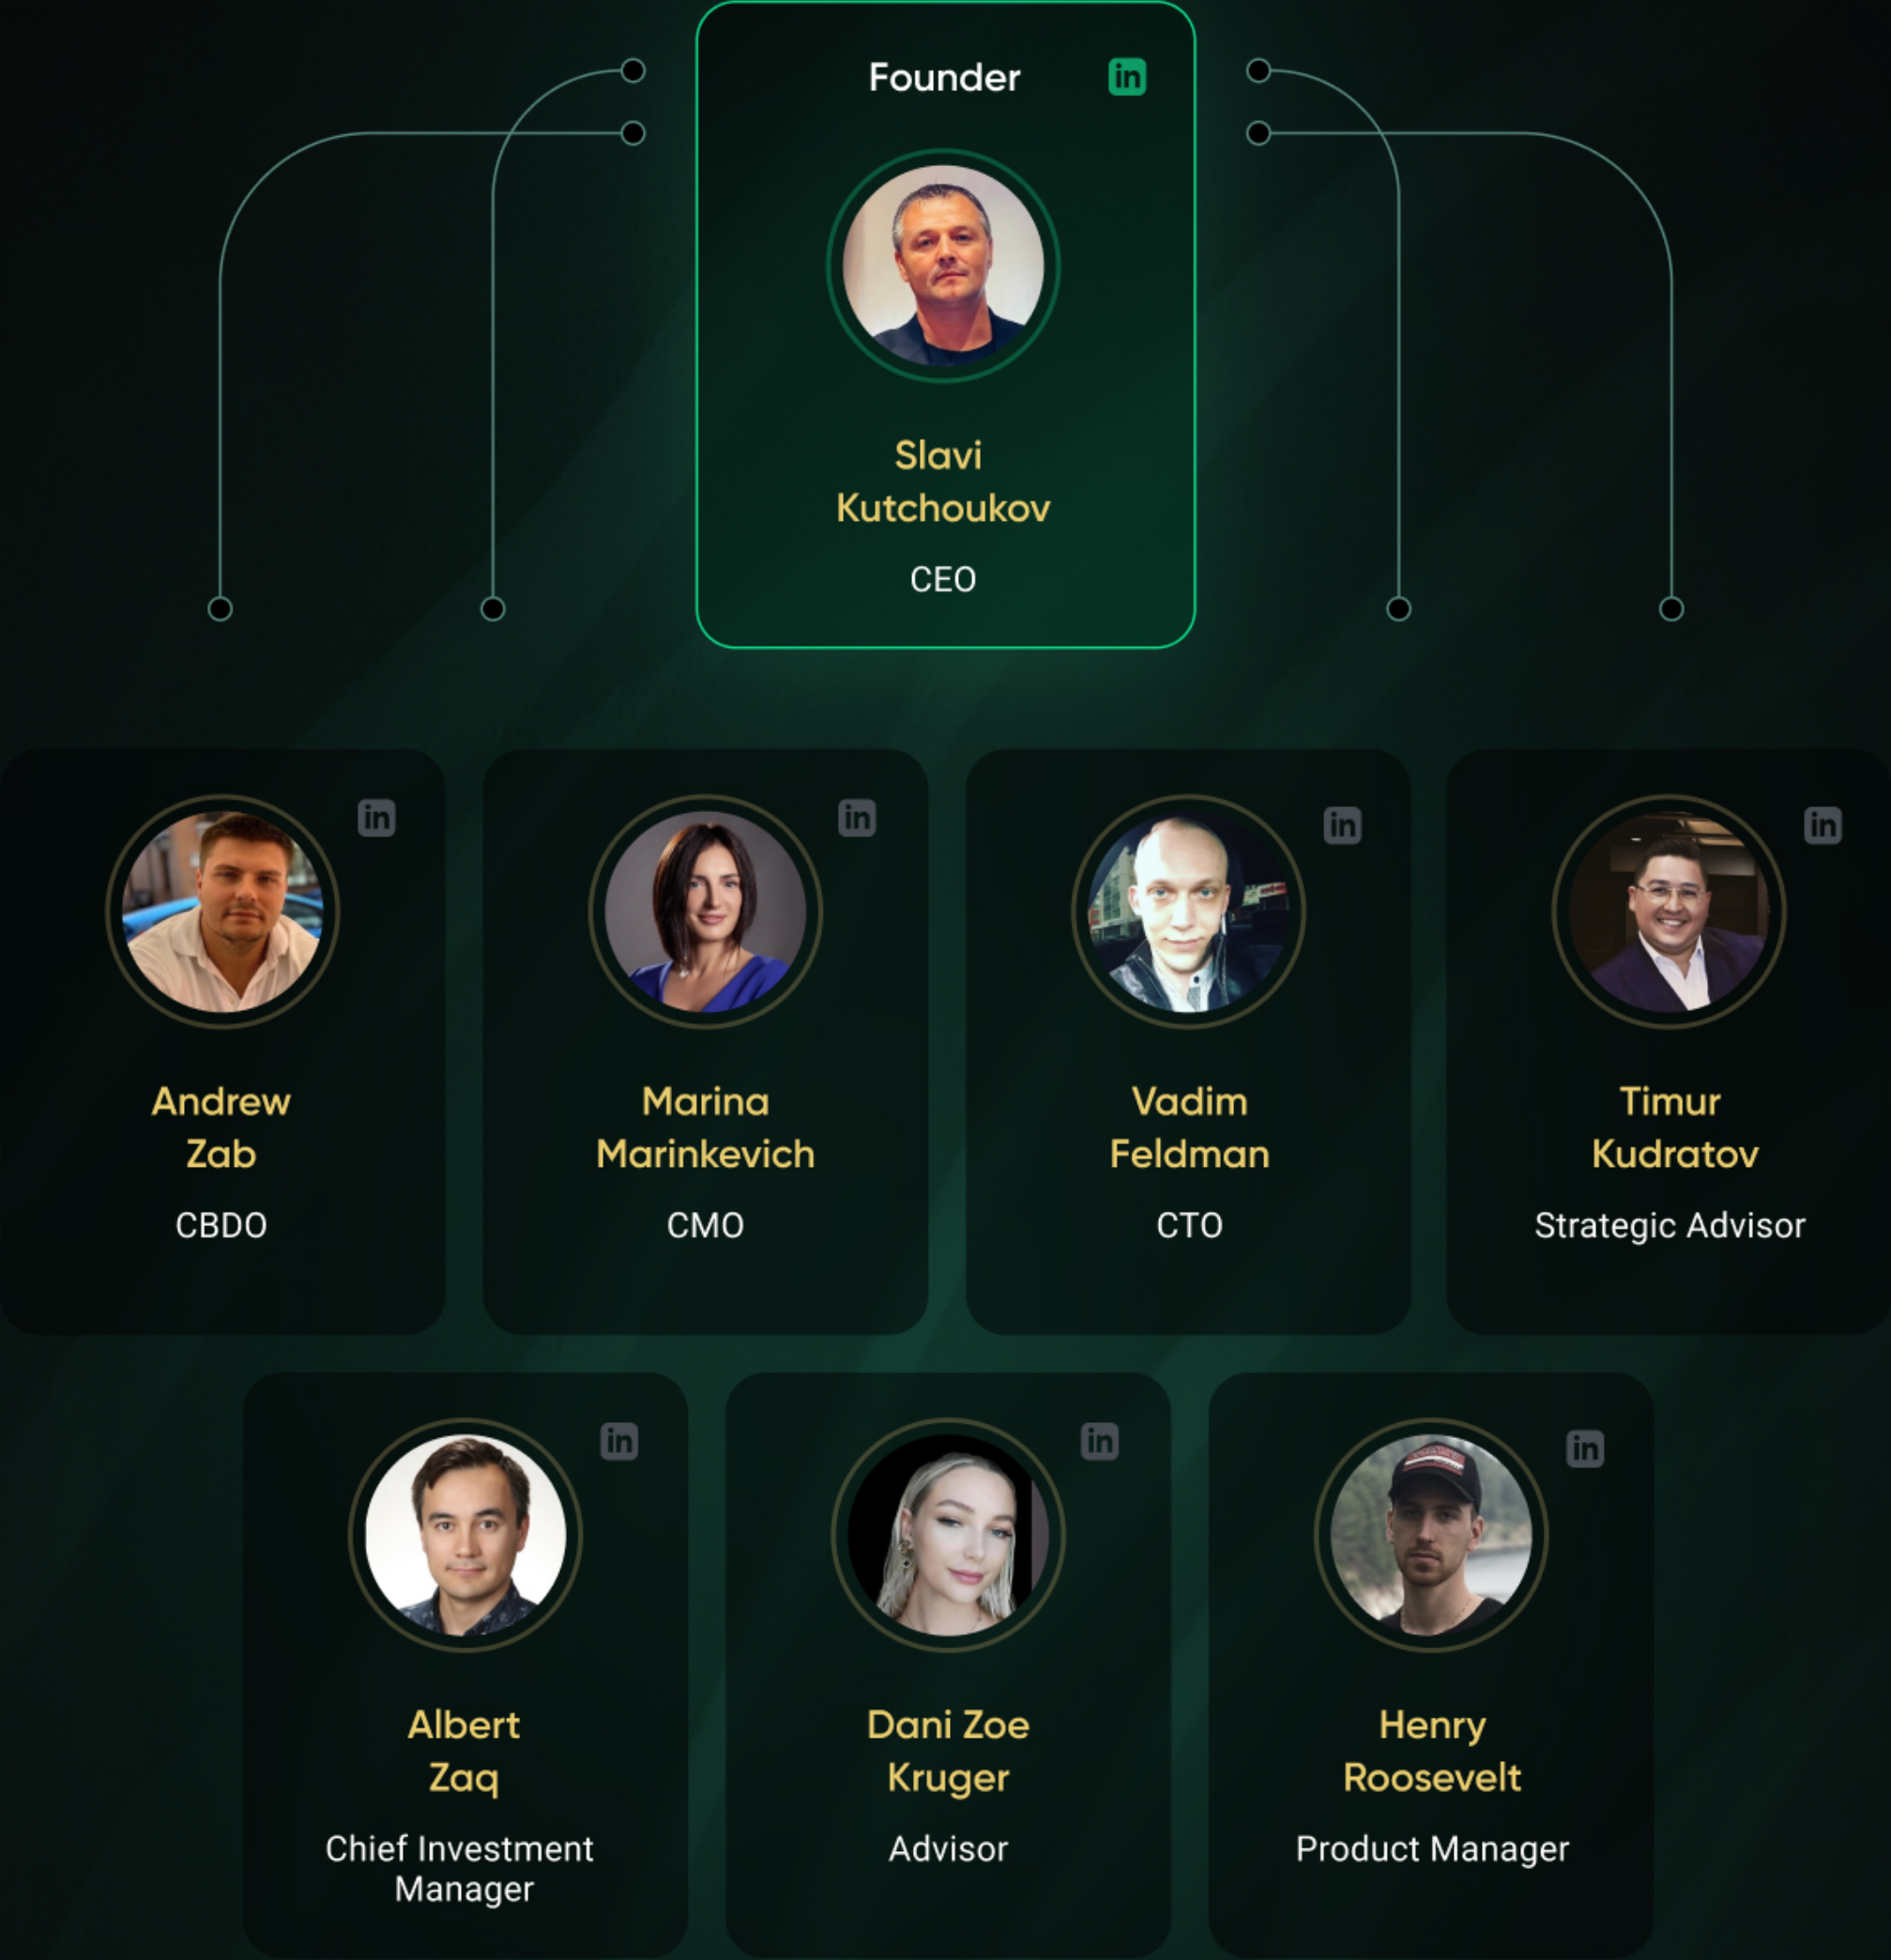 Founder
in
Slavi
Kutchoukov
CEO
in
in
in
in
Andrew
Zab
CBDO
Marina
Marinkevich
CMO
Vadim
Feldman
CTO
Timur
Kudratov
Strategic Advisor
in
in
in
Albert
Zaq
Chief Investment
Manager
Dani Zoe
Kruger
Advisor
Henry
Roosevelt
Product Manager